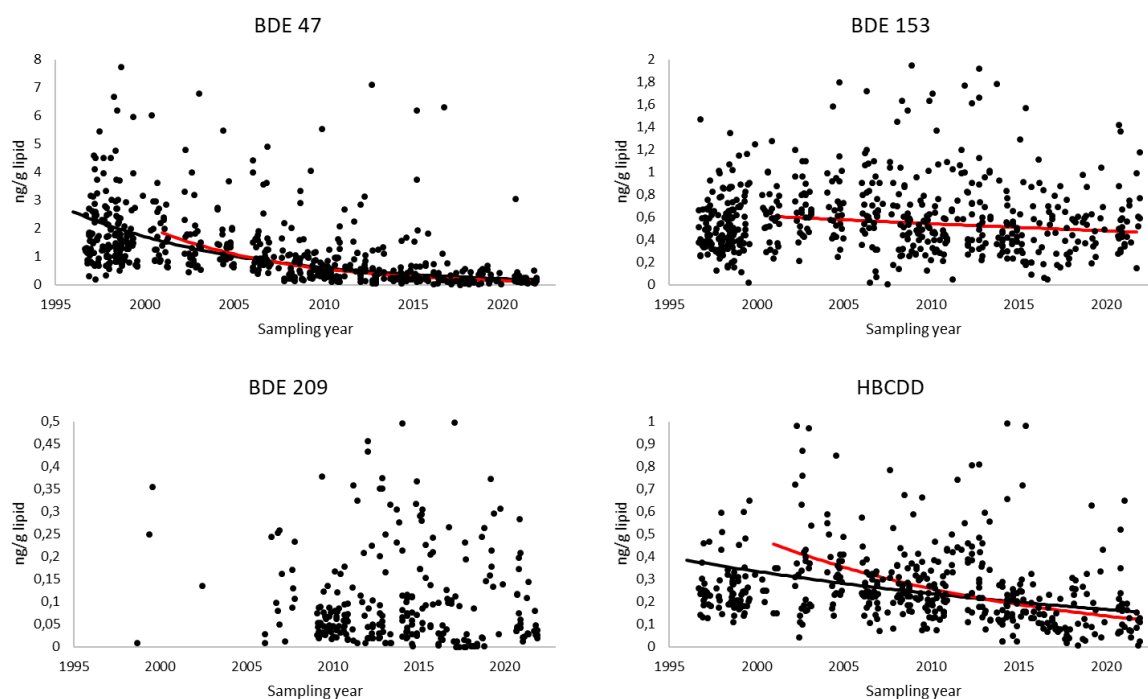 BDE 47
8
7
6
5
4
3
2
1
0
ng/g lipid
1995 2000 2005 2010 2015 2020
Sampling year
BDE 153
2
1,8
1,6
1,4
1,2
1
0,8
0,6
0,4
0,2
0
ng/g lipid
1995 2000 2005 2010 2015 2020
Sampling year
BDE 209
0,5
0,45
0,4
0,35
0,3
0,25
0,2
0,15
0,1
0,05
0
ng/g lipid
1995 2000 2005 2010 2015 2020
Sampling year
HBCDD
1
0,9
0,8
0,7
0,6
0,5
0,4
0,3
0,2
0,1
0
ng/g lipid
1995 2000 2005 2010 2015 2020
Sampling year